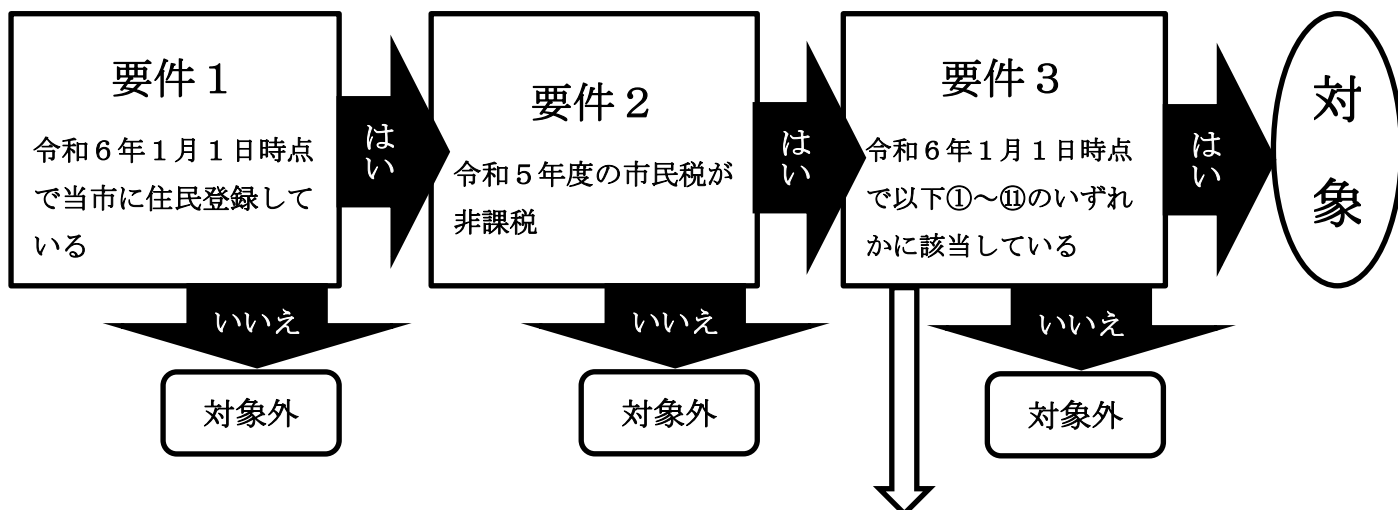 要件１
令和６年１月１日時点
で当市に住民登録して
いる
はい
いいえ
対象外
要件２
令和５年度の市民税が
非課税
はい
いいえ
対象外
要件３
令和６年１月１日時点
で以下①～⑪のいずれ
かに該当している
はい
いいえ
対象外
対象